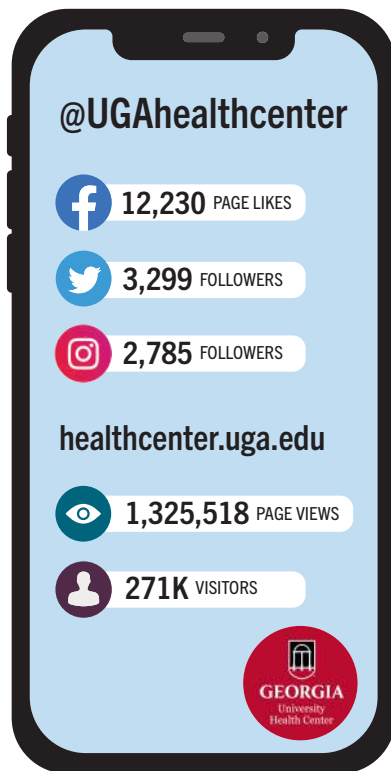 @UGAhealthcenter
12,230 PAGE LIKES
3,299 FOLLOWERS
2,785 FOLLOWERS
healthcenter.uga.edu
1,325,518 PAGE VIEWS
271K VISITORS
GEORGIA
University
Health Center